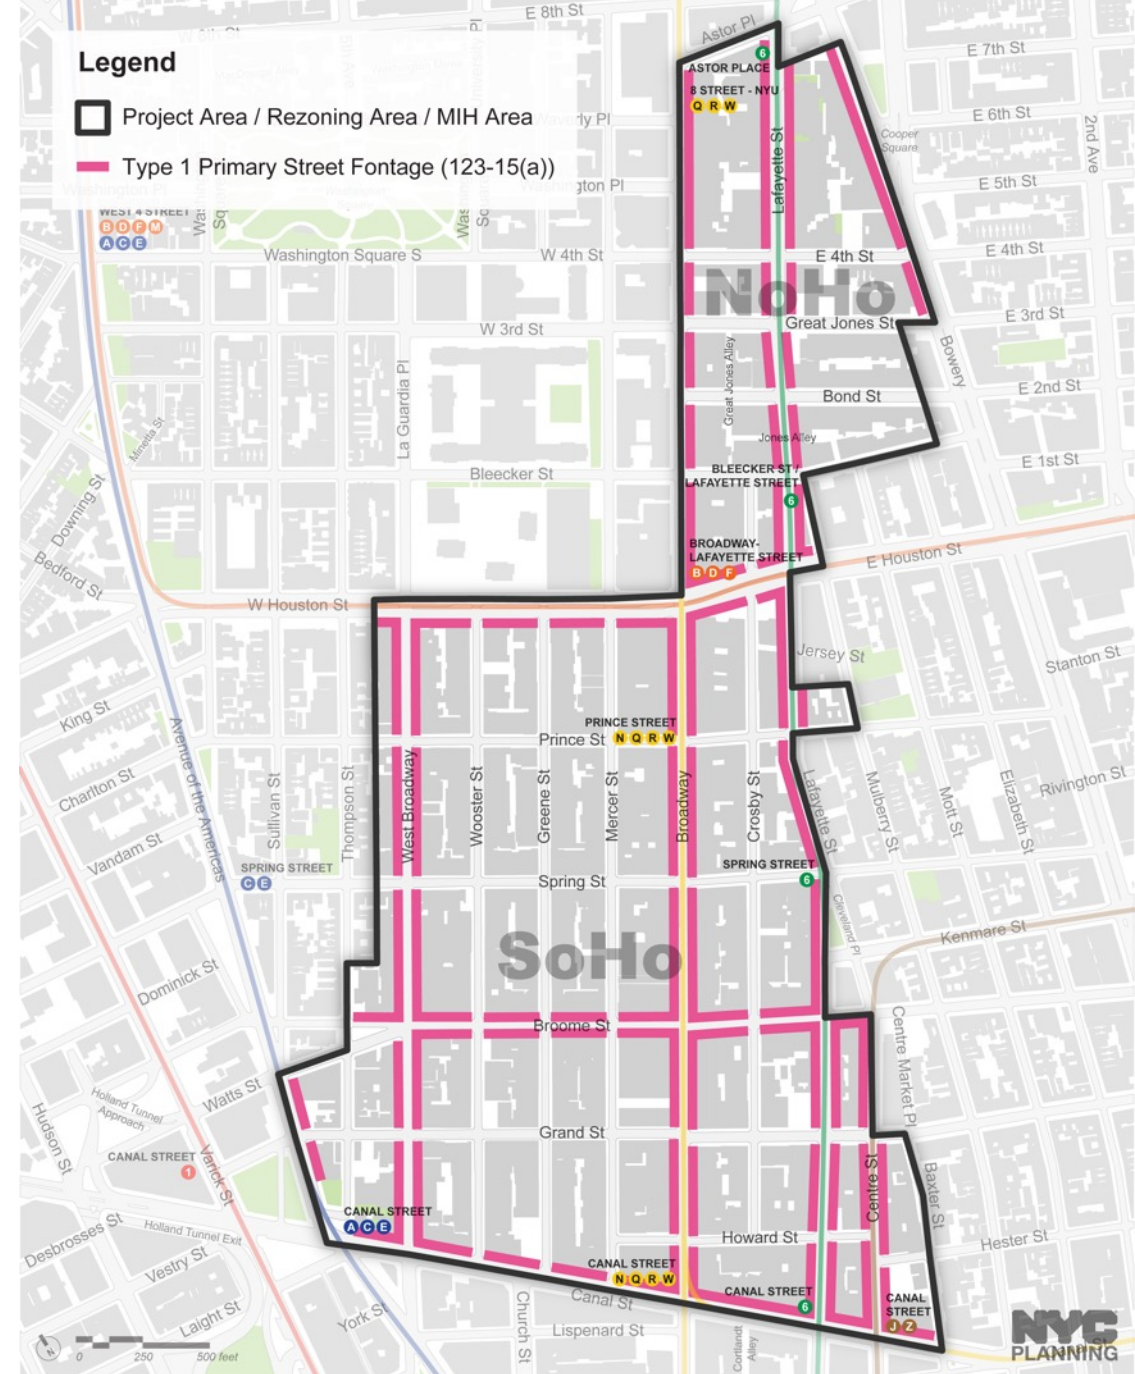 E 8th St
W 8th St
Astor Pl
Legend
Project Area / Rezoning Area / MIH Area
Type 1 Primary Street Fontage (123-15(a))
ASTOR PLACE
6
8 STREET - NYU
Q R W
E 7th St
E 6th St
2nd Ave
Cooper
Square
Waverly Pl
Washington Pl
Washington Pl
Lafayette St
E 5th St
WEST 4 STREET
B D F M
A C E
Washington Square S
W 4th St
E 4th St
E 4th St
NoHo
W 3rd St
Great Jones St
E 3rd St
Great Jones Alley
Bowery
La Guardia Pl
Bond St
E 2nd St
Minetta St
Jones Alley
Downing St
Bleecker St
BLEECKER ST /
LAFAYETTE STREET
6
E 1st St
Bedford St
BROADWAY-
LAFAYETTE STREET
B D F
E Houston St
W Houston St
Jersey St
Stanton St
King St
Avenue of the Americas
PRINCE STREET
Prince St
N Q R W
Charlton St
Sullivan St
Thompson St
West Broadway
Wooster St
Greene St
Mercer St
Broadway
Crosby St
Lafayette St
Mulberry St
Mott St
Elizabeth St
Rivington St
Vandam St
SPRING STREET
C E
Spring St
SPRING STREET
6
Cleveland Pl
Kenmare St
SoHo
Dominick St
Broome St
Centre Market Pl
Watts St
Holland Tunnel
Approach
Hudson St
Grand St
CANAL STREET
1
Varick St
Centre St
Baxter St
CANAL STREET
A C E
Desbrosses St
Holland Tunnel Exit
Howard St
Hester St
Vestry St
CANAL STREET
N Q R W
CANAL STREET
6
CANAL
STREET
J Z
Laight St
York St
Canal St
Church St
Lispenard St
Cortlandt
Alley
Canal St
N
0 250 500 feet
NYC
PLANNING